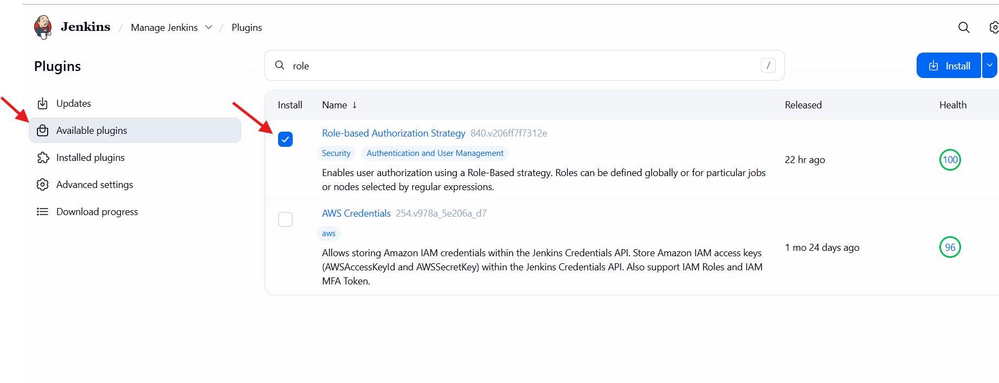 Jenkins / Manage Jenkins / Plugins
Plugins
role
/
Install
Updates
Available plugins
Installed plugins
Advanced settings
Download progress
Install Name ↓ Released Health
Role-based Authorization Strategy 840.v206ff7f7312e
Security Authentication and User Management
Enables user authorization using a Role-Based strategy. Roles can be defined globally or for particular jobs
or nodes selected by regular expressions.
22 hr ago
100
AWS Credentials 254.v978a_5e206a_d7
aws
Allows storing Amazon IAM credentials within the Jenkins Credentials API. Store Amazon IAM access keys
(AWSAccessKeyId and AWSSecretKey) within the Jenkins Credentials API. Also support IAM Roles and IAM
MFA Token.
1 mo 24 days ago
96